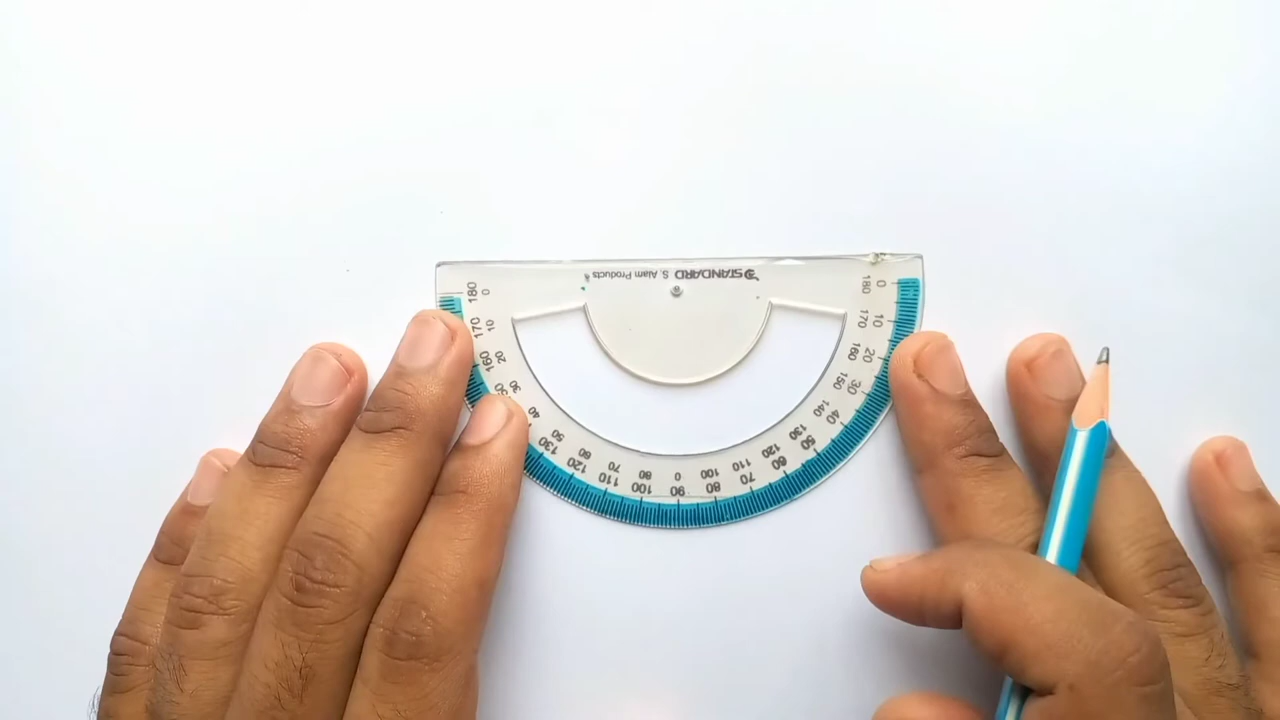 STANDARD S. Alam Products
180 170 160 130 120 110 100 90 80 70 60 50 40 30 20 10 0
0 10 20 30 40 50 60 70 80 0 100 110 120 130 140 150 160 170 180